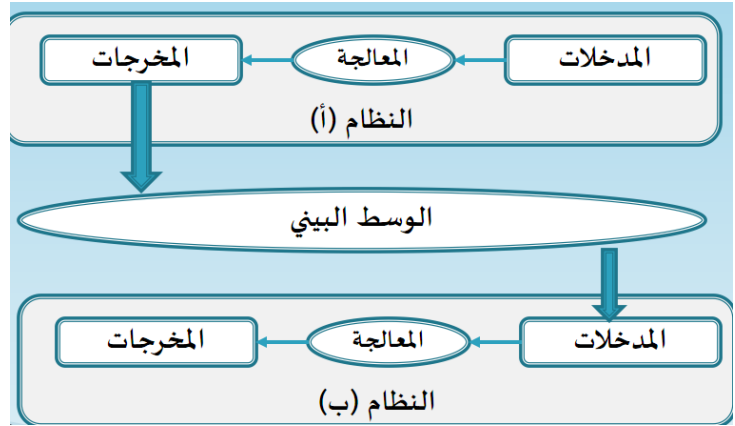 المدخلات
المعالجة
المخرجات
النظام (أ)
الوسط البيني
المدخلات
المعالجة
المخرجات
النظام (ب)